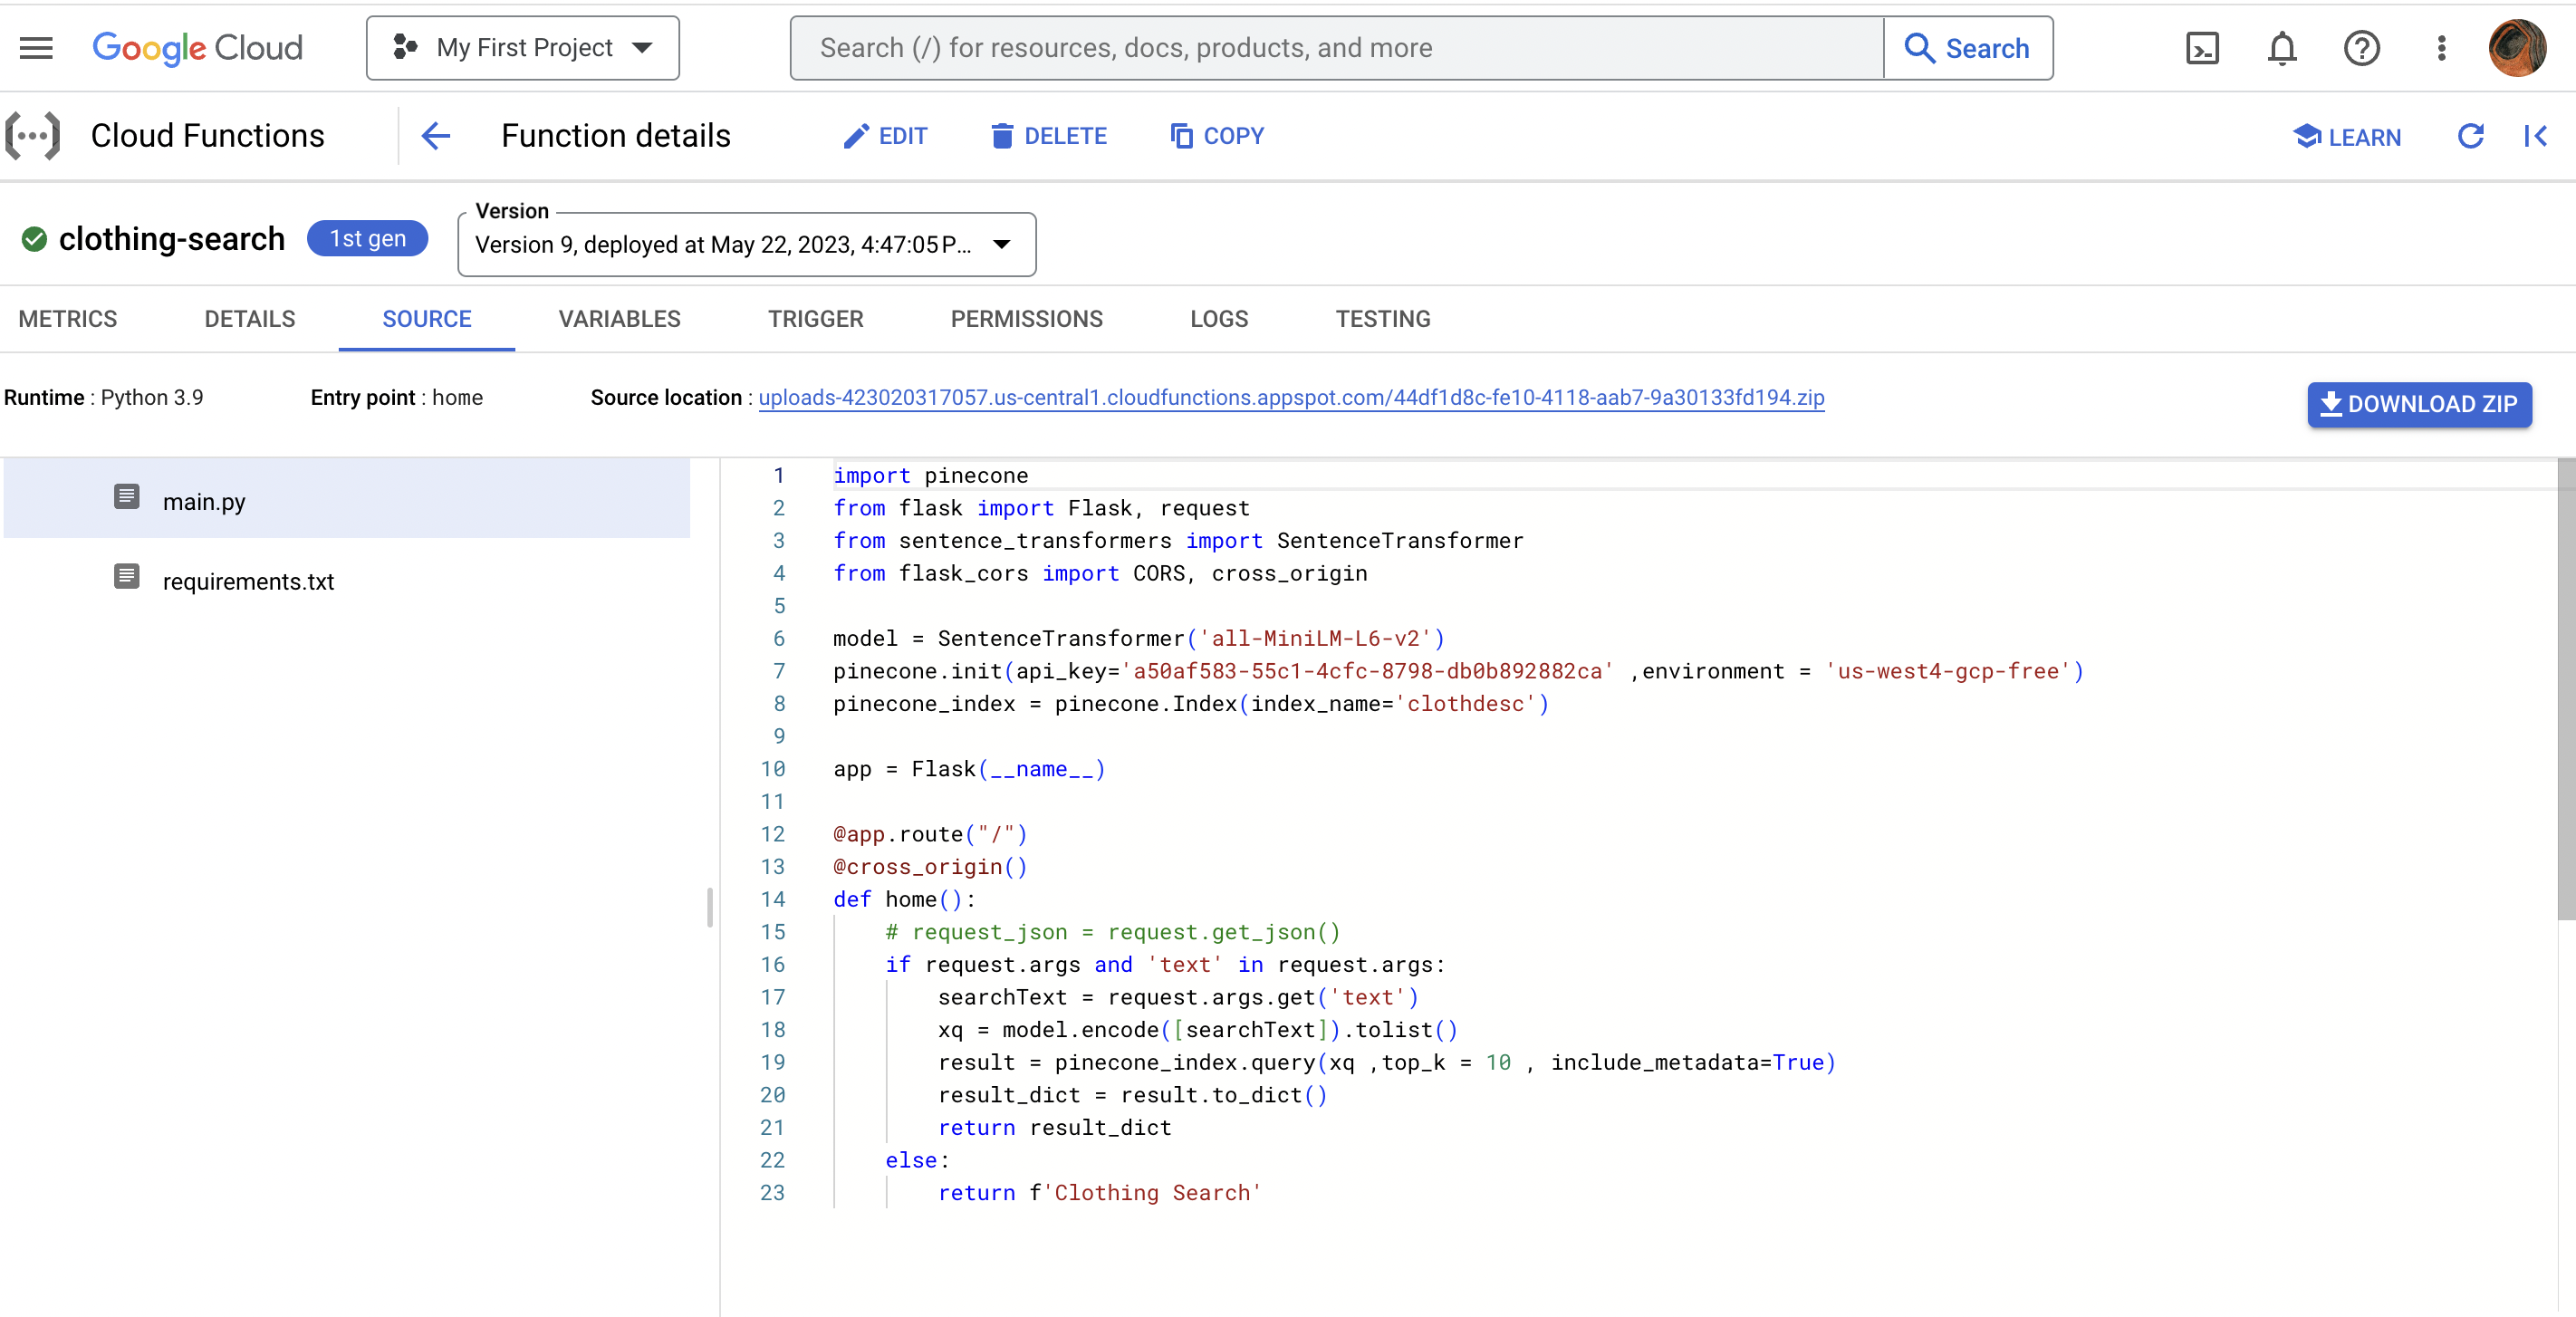 Google Cloud
My First Project
Search (/) for resources, docs, products, and more
Search
Cloud Functions
Function details
EDIT
DELETE
COPY
LEARN
clothing-search
1st gen
Version
Version 9, deployed at May 22, 2023, 4:47:05 P...
METRICS
DETAILS
SOURCE
VARIABLES
TRIGGER
PERMISSIONS
LOGS
TESTING
Runtime : Python 3.9
Entry point : home
Source location : uploads-423020317057.us-central1.cloudfunctions.appspot.com/44df1d8c-fe10-4118-aab7-9a30133fd194.zip
DOWNLOAD ZIP
main.py
requirements.txt
1 import pinecone
2 from flask import Flask, request
3 from sentence_transformers import SentenceTransformer
4 from flask_cors import CORS, cross_origin
5
6 model = SentenceTransformer('all-MiniLM-L6-v2')
7 pinecone.init(api_key='a50af583-55c1-4cfc-8798-db0b892882ca' ,environment = 'us-west4-gcp-free')
8 pinecone_index = pinecone.Index(index_name='clothdesc')
9
10 app = Flask(__name__)
11
12 @app.route("/")
13 @cross_origin()
14 def home():
15     # request_json = request.get_json()
16     if request.args and 'text' in request.args:
17         searchText = request.args.get('text')
18         xq = model.encode([searchText]).tolist()
19         result = pinecone_index.query(xq ,top_k = 10 , include_metadata=True)
20         result_dict = result.to_dict()
21         return result_dict
22     else:
23         return f'Clothing Search'